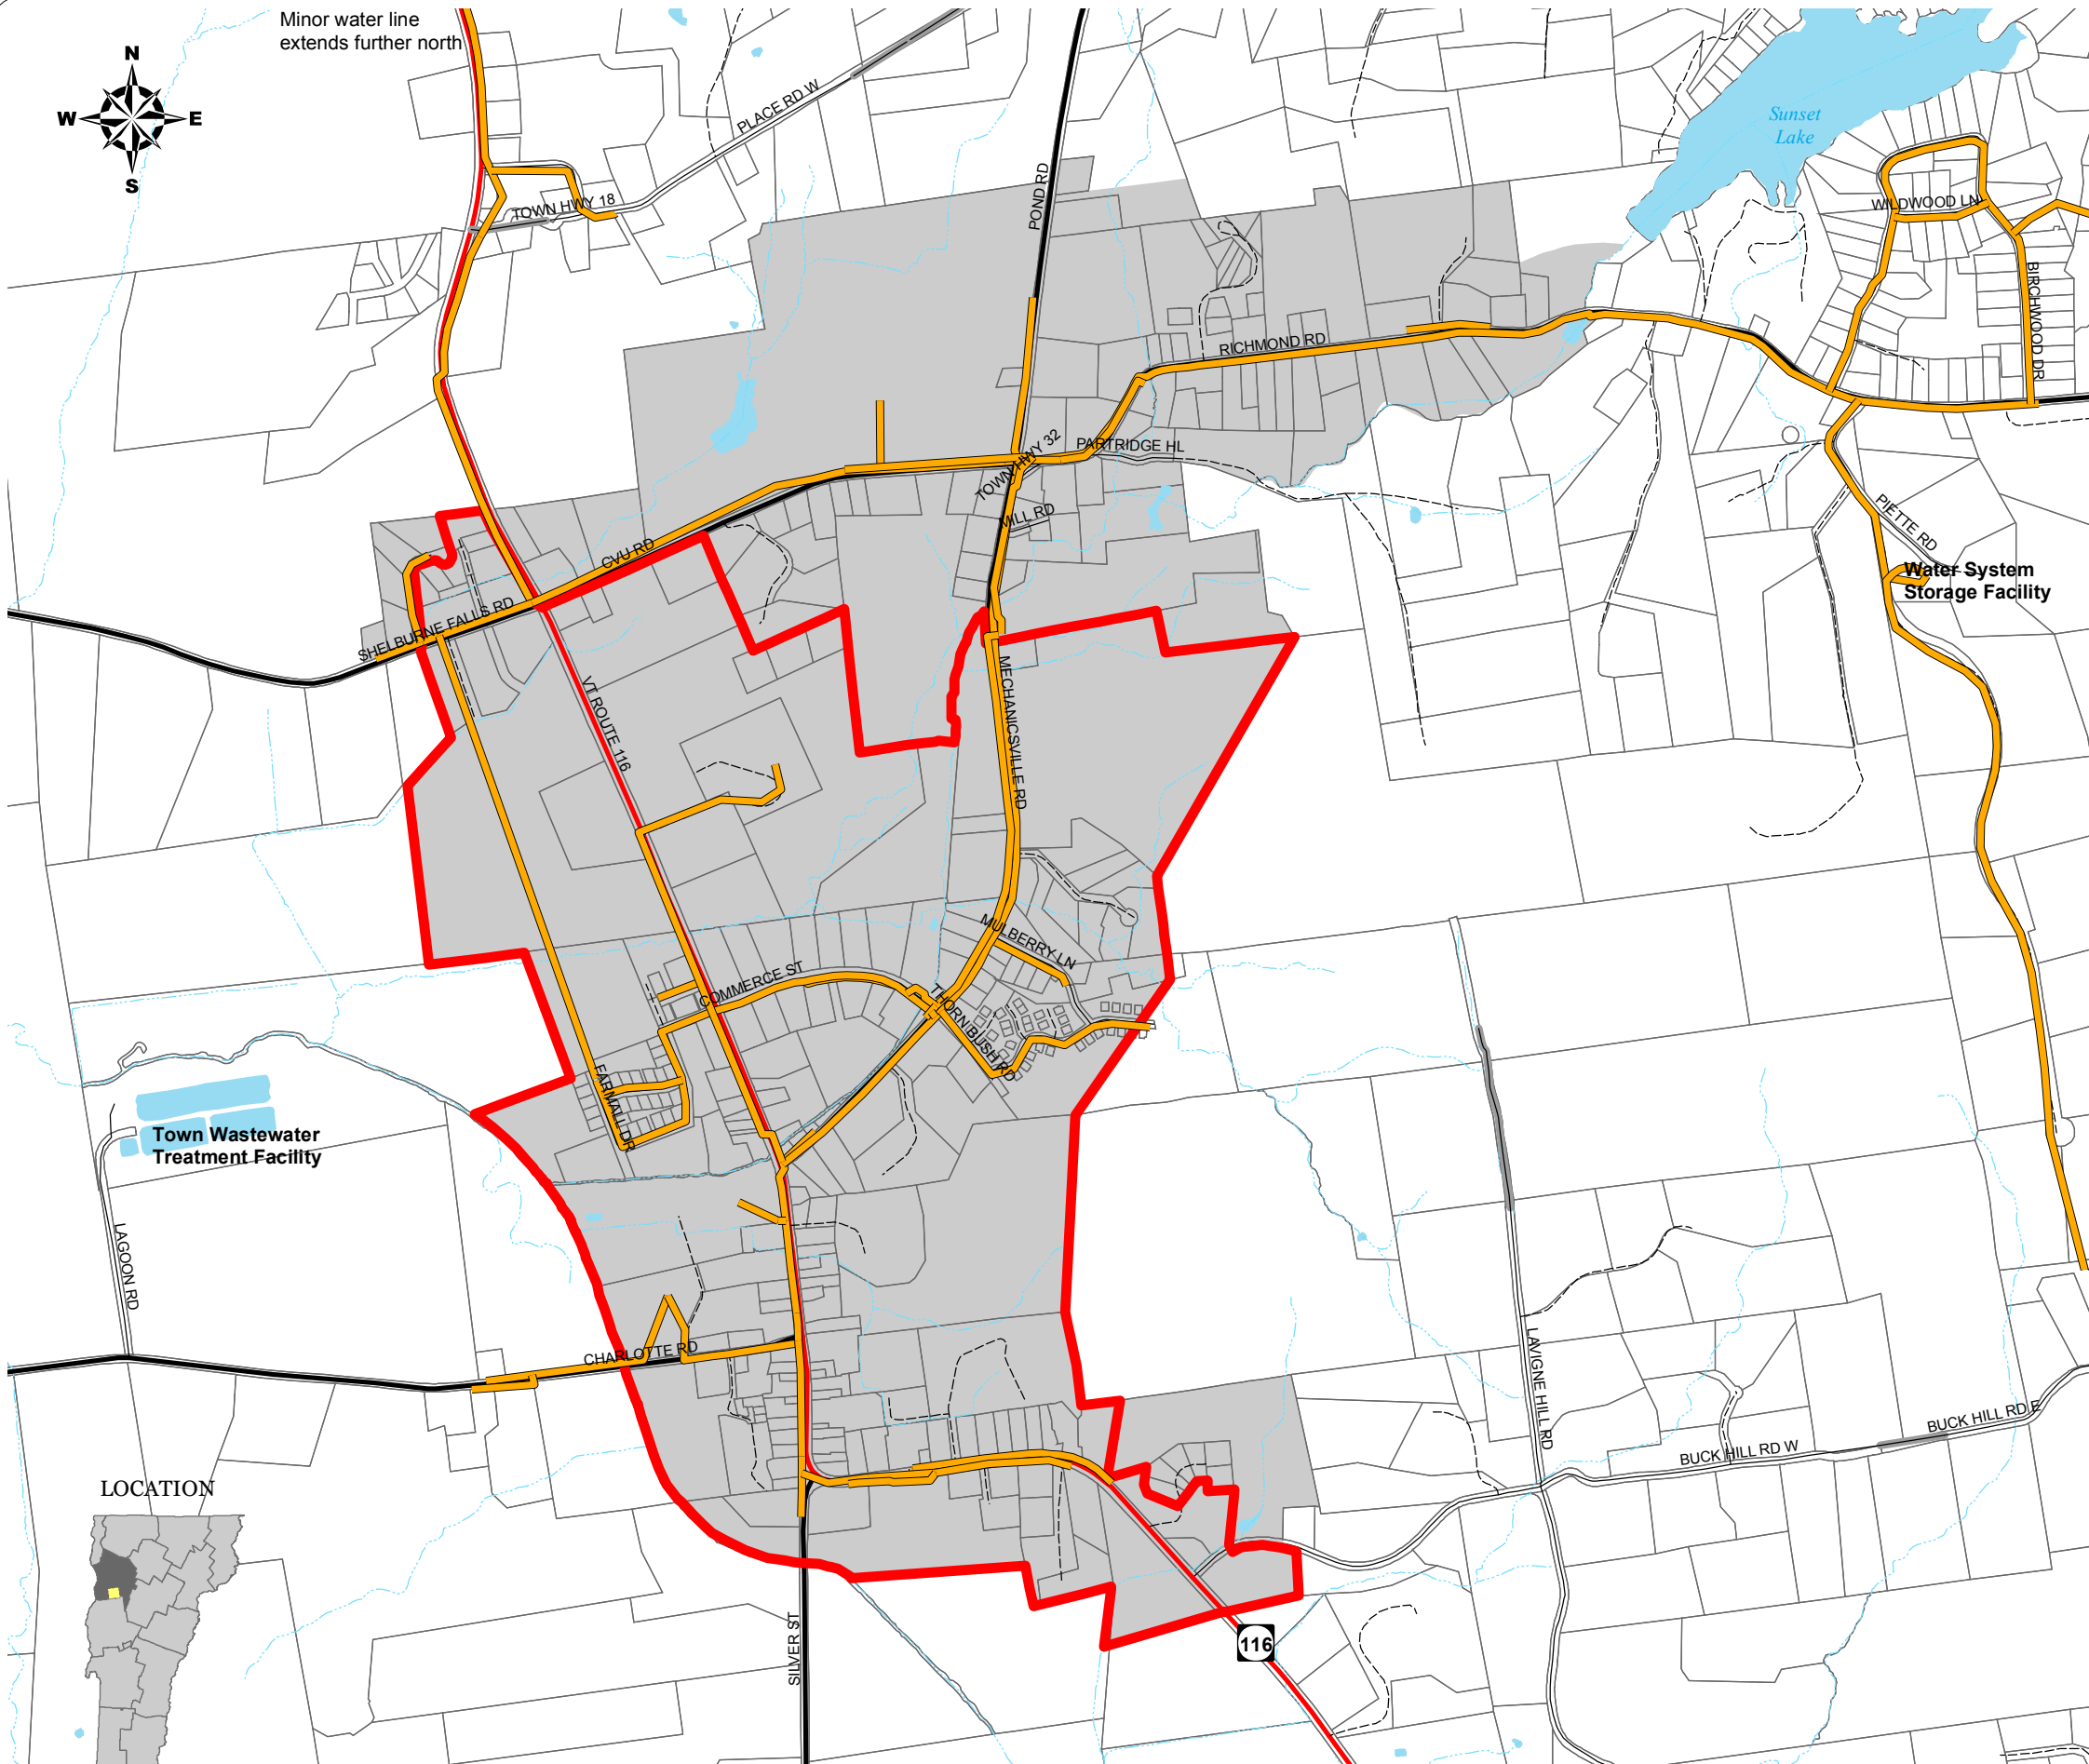 Minor water line
extends further north
N
W
E
S
PLACE RD W
TOWN HWY 18
POND RD
Sunset
Lake
WILDWOOD LN
BIRCHWOOD DR
RICHMOND RD
PARTRIDGE HL
TOWN HWY 32
MILL RD
PIETTE RD
Water System
Storage Facility
CVU RD
SHELBURNE FALLS RD
VT ROUTE 116
MECHANICSVILLE RD
MULBERRY LN
COMMERCE ST
THORNBUSH RD
FARMALL DR
Town Wastewater
Treatment Facility
LAGOON RD
CHARLOTTE RD
LAVIGNE HILL RD
BUCK HILL RD E
BUCK HILL RD W
LOCATION
SILVER ST
116